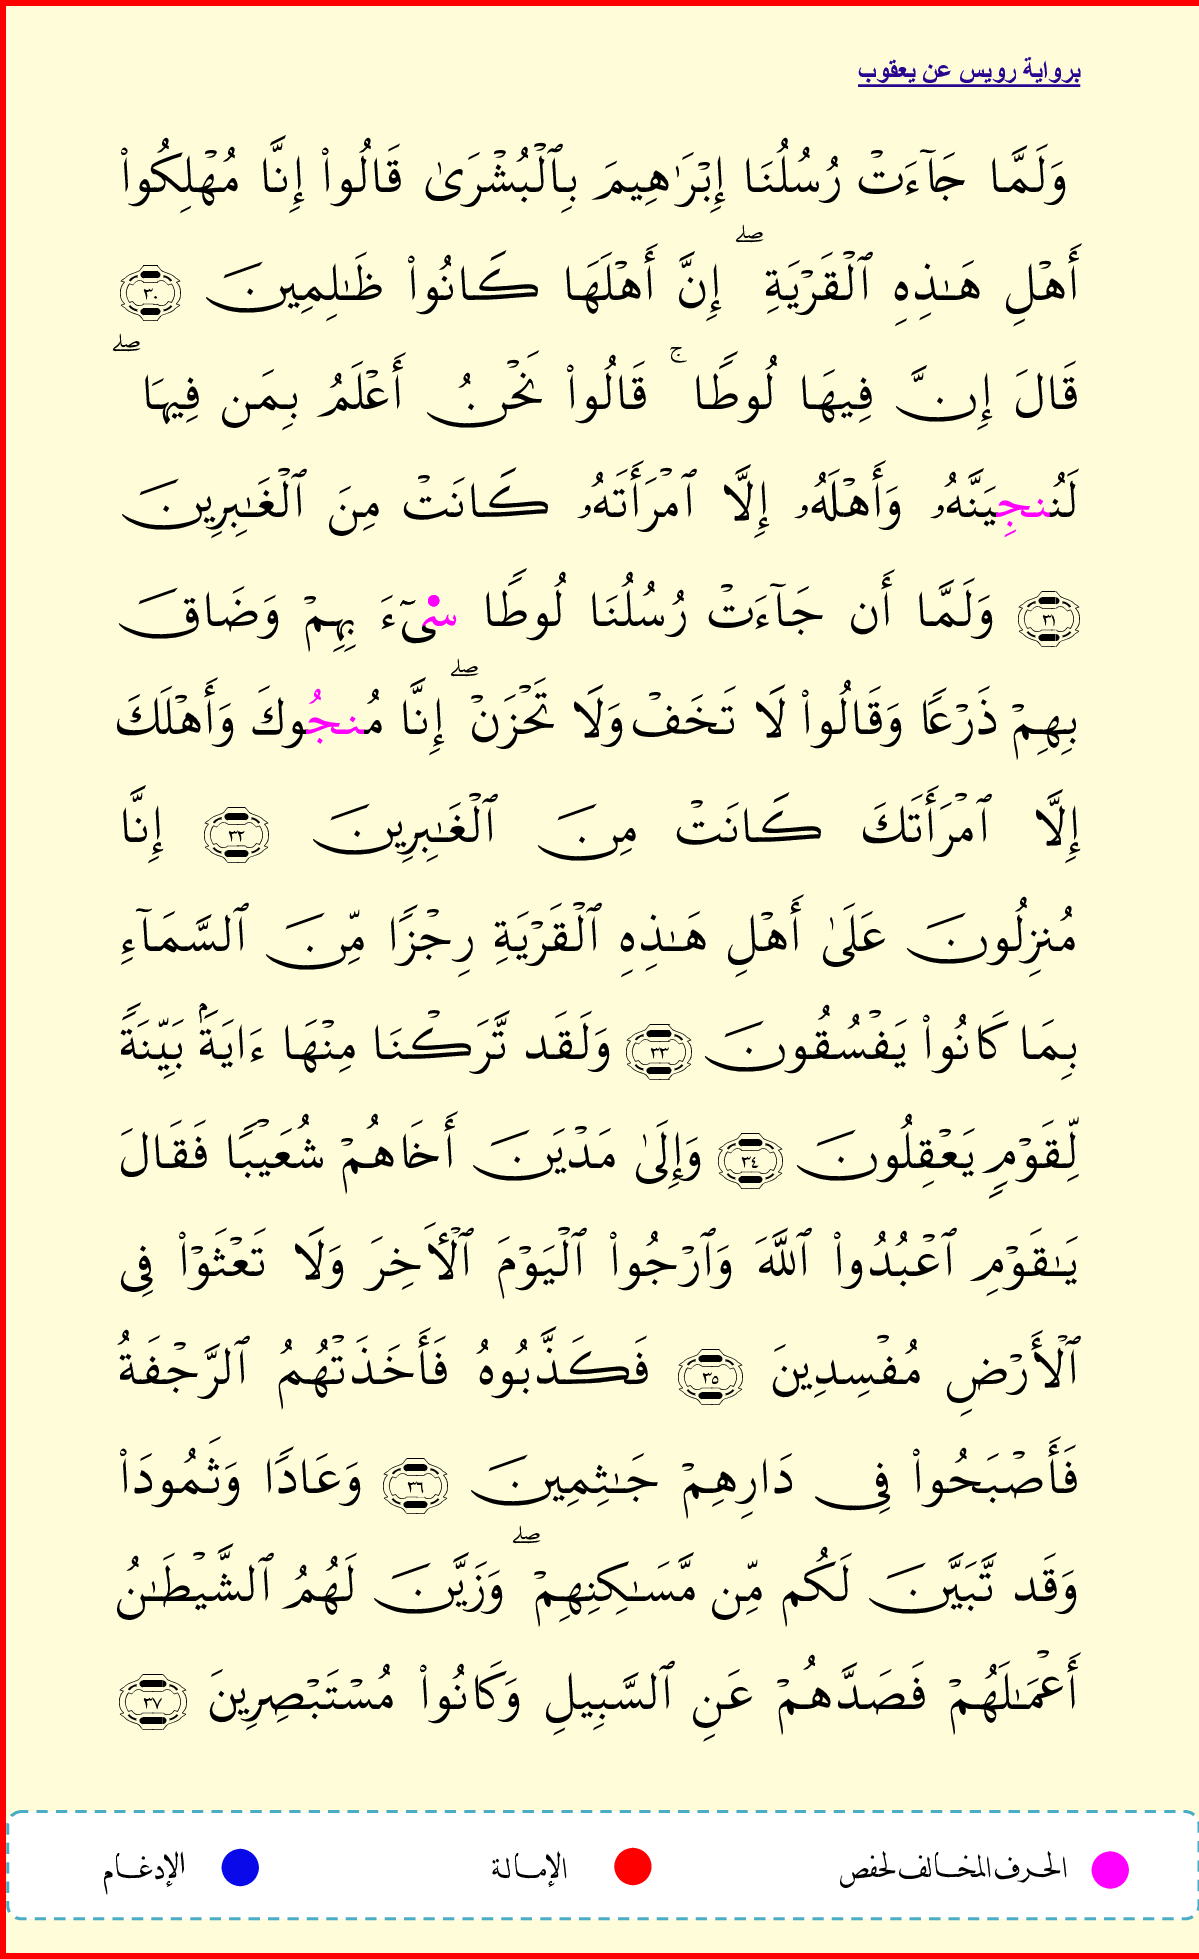 برواية رويس عن يعقوب
وَلَمَّا جَآءَتْ رُسُلُنَا إِبْرَٰهِيمَ بِٱلْبُشْرَىٰ قَالُوا۟ إِنَّا مُهْلِكُوا۟
أَهْلِ هَـٰذِهِ ٱلْقَرْيَةِ ۖ إِنَّ أَهْلَهَا كَانُوا۟ ظَـٰلِمِينَ ٣٠
قَالَ إِنَّ فِيهَا لُوطًا ۚ قَالُوا۟ نَحْنُ أَعْلَمُ بِمَن فِيهَا ۖ
لَنُنجِيَنَّهُۥ وَأَهْلَهُۥ إِلَّا ٱمْرَأَتَهُۥ كَانَتْ مِنَ ٱلْغَـٰبِرِينَ
٣١ وَلَمَّا أَن جَآءَتْ رُسُلُنَا لُوطًا سىٓءَ بِهِمْ وَضَاقَ
بِهِمْ ذَرْعًا وَقَالُوا۟ لَا تَخَفْ وَلَا تَحْزَنْ ۖ إِنَّا مُنجُوكَ وَأَهْلَكَ
إِلَّا ٱمْرَأَتَكَ كَانَتْ مِنَ ٱلْغَـٰبِرِينَ ٣٢ إِنَّا
مُنزِلُونَ عَلَىٰ أَهْلِ هَـٰذِهِ ٱلْقَرْيَةِ رِجْزًا مِّنَ ٱلسَّمَآءِ
بِمَا كَانُوا۟ يَفْسُقُونَ ٣٣ وَلَقَد تَّرَكْنَا مِنْهَا ءَايَةَۢ بَيِّنَةً
لِّقَوْمٍ يَعْقِلُونَ ٣٤ وَإِلَىٰ مَدْيَنَ أَخَاهُمْ شُعَيْبًا فَقَالَ
يَـٰقَوْمِ ٱعْبُدُوا۟ ٱللَّهَ وَٱرْجُوا۟ ٱلْيَوْمَ ٱلْـَٔاخِرَ وَلَا تَعْثَوْا۟ فِى
ٱلْأَرْضِ مُفْسِدِينَ ٣٥ فَكَذَّبُوهُ فَأَخَذَتْهُمُ ٱلرَّجْفَةُ
فَأَصْبَحُوا۟ فِى دَارِهِمْ جَـٰثِمِينَ ٣٦ وَعَادًا وَثَمُودَا۟
وَقَد تَّبَيَّنَ لَكُم مِّن مَّسَـٰكِنِهِمْ ۖ وَزَيَّنَ لَهُمُ ٱلشَّيْطَـٰنُ
أَعْمَـٰلَهُمْ فَصَدَّهُمْ عَنِ ٱلسَّبِيلِ وَكَانُوا۟ مُسْتَبْصِرِينَ ٣٧
الحرف المخالف لحفص الإمالة الإدغام